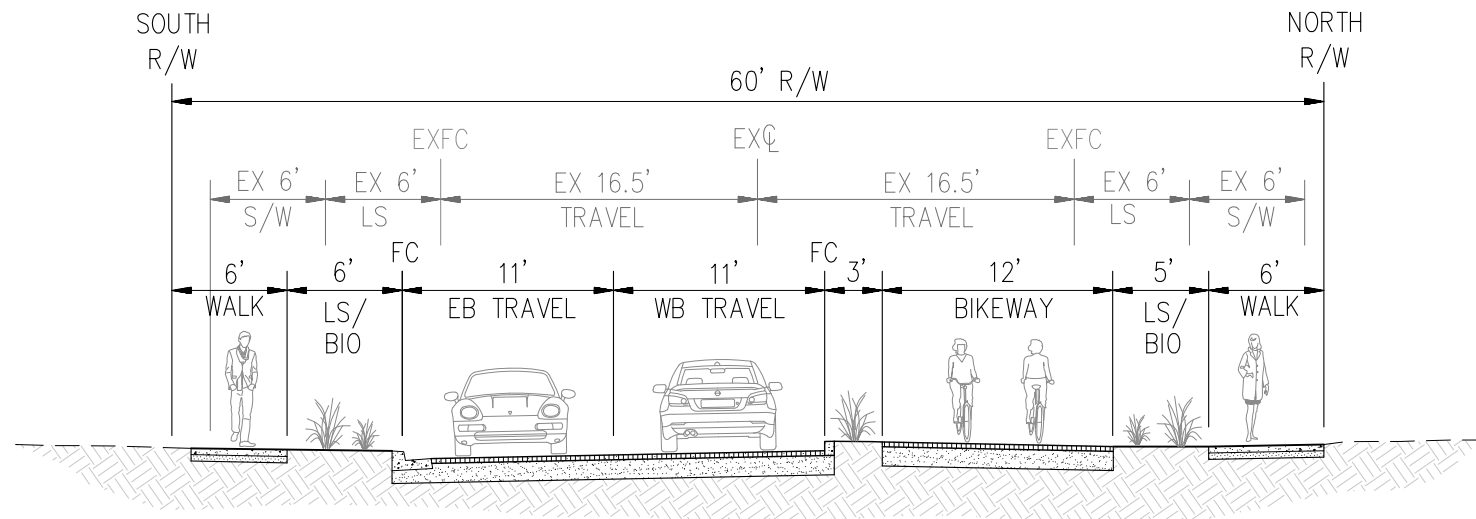 SOUTH
R/W
NORTH
R/W
60' R/W
EXFC
EX℄
EXFC
EX 6'
S/W
EX 6'
LS
EX 16.5'
TRAVEL
EX 16.5'
TRAVEL
EX 6'
LS
EX 6'
S/W
FC
FC
6'
WALK
6'
LS/
BIO
11'
EB TRAVEL
11'
WB TRAVEL
3'
12'
BIKEWAY
5'
LS/
BIO
6'
WALK